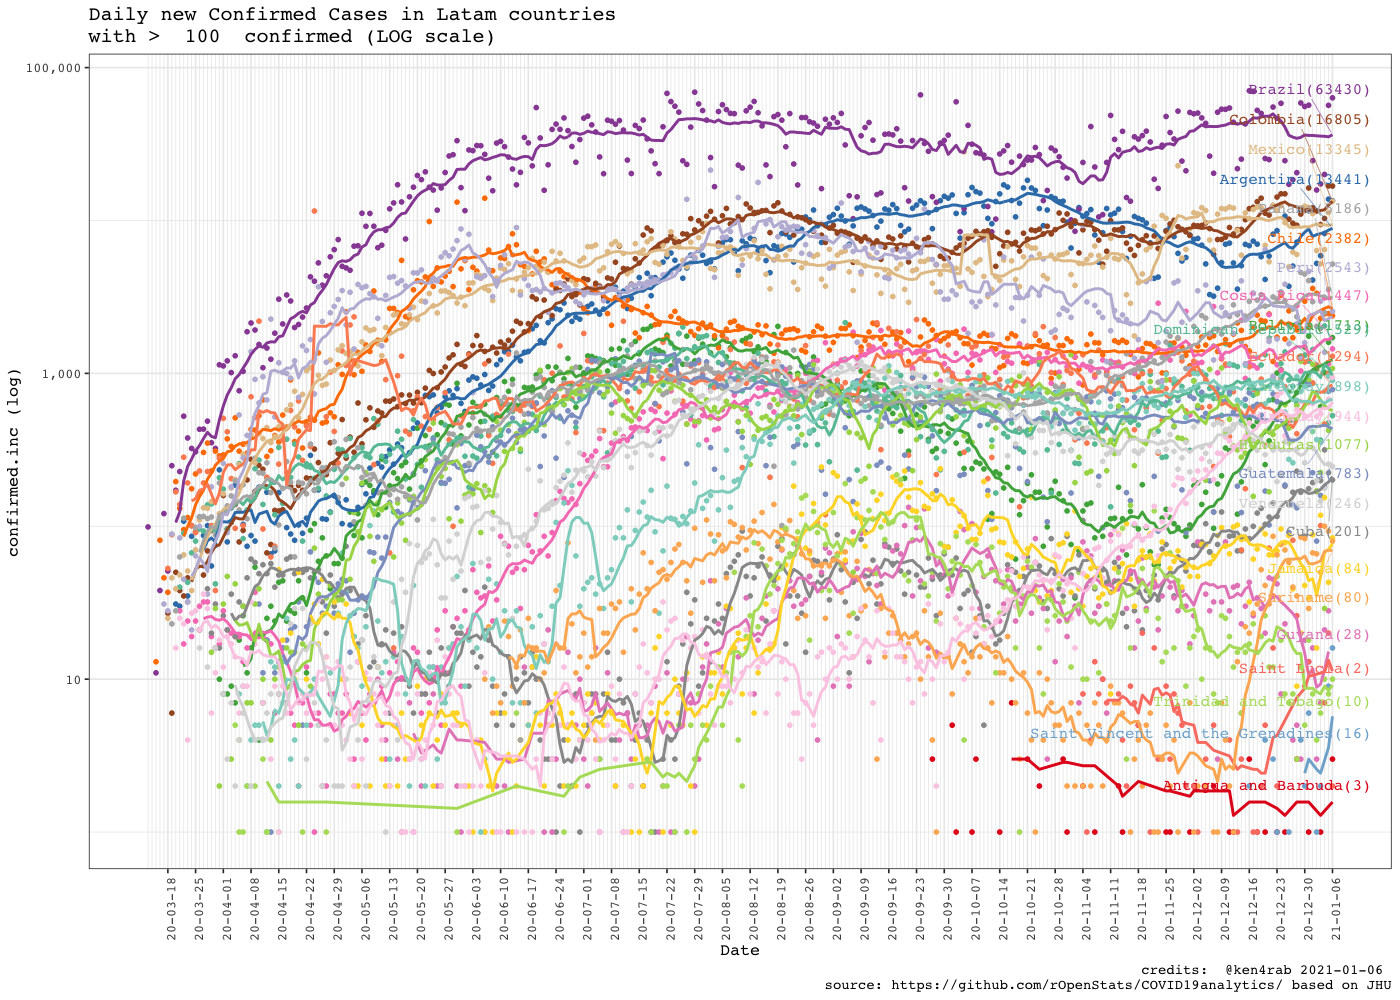 Daily new Confirmed Cases in Latam countries
with > 100 confirmed (LOG scale)
100,000
1,000
10
confirmed.inc (log)
Brazil(63430)
Colombia(16805)
Mexico(13345)
Argentina(13441)
Chile(2382)
Peru(2543)
Dominican Republic
Honduras(1077)
Guatemala(783)
Venezuela(246)
Cuba(201)
Jamaica(84)
Suriname(80)
Guyana(28)
Saint Lucia(2)
Trinidad and Tobago(10)
Saint Vincent and the Grenadines(16)
Antigua and Barbuda(3)
20-03-18
20-03-25
20-04-01
20-04-08
20-04-15
20-04-22
20-04-29
20-05-06
20-05-13
20-05-20
20-05-27
20-06-03
20-06-10
20-06-17
20-06-24
20-07-01
20-07-08
20-07-15
20-07-22
20-07-29
20-08-05
20-08-12
20-08-19
20-08-26
20-09-02
20-09-09
20-09-16
20-09-23
20-09-30
20-10-07
20-10-14
20-10-21
20-10-28
20-11-04
20-11-11
20-11-18
20-11-25
20-12-02
20-12-09
20-12-16
20-12-23
20-12-30
21-01-06
Date
credits: @ken4rab 2021-01-06
source: https://github.com/rOpenStats/COVID19analytics/ based on JHU